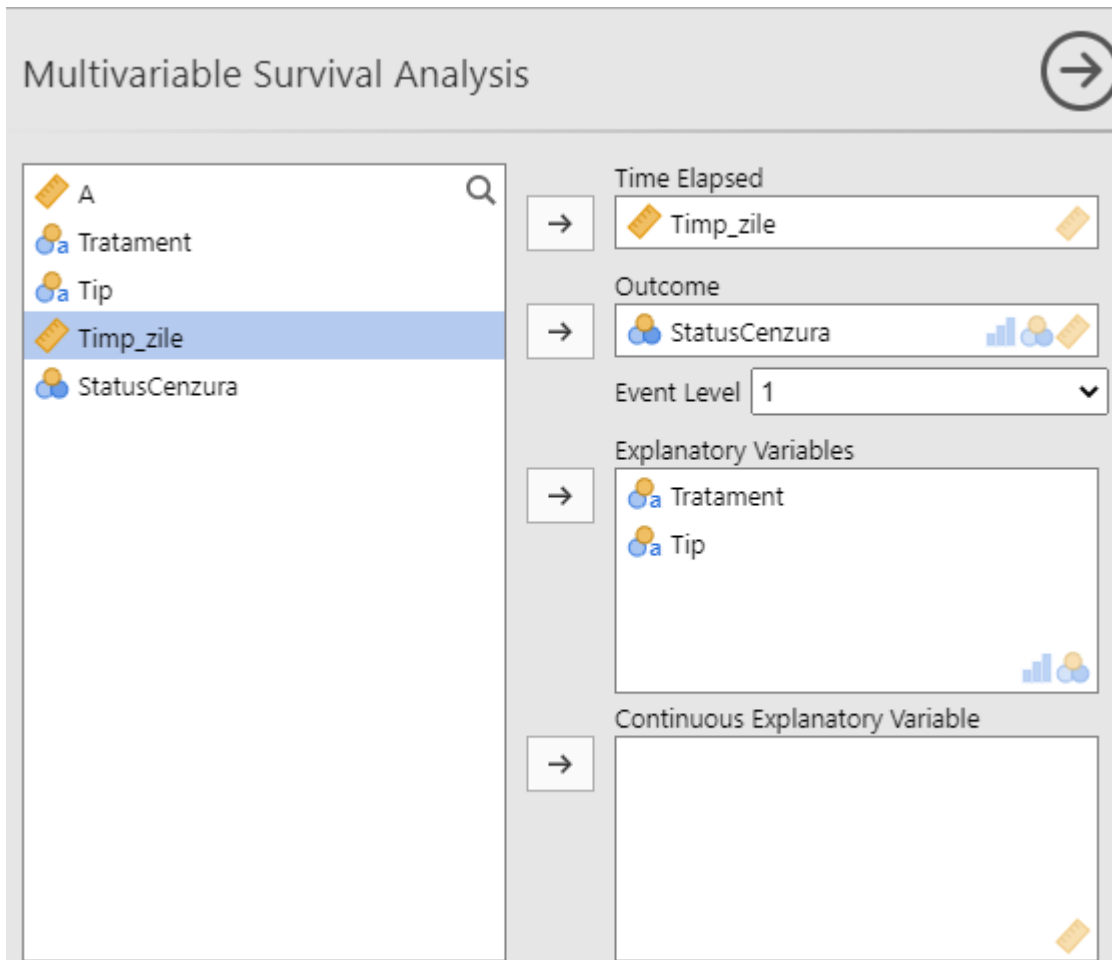 Multivariable Survival Analysis
A
Tratament
Tip
Timp_zile
StatusCenzura
Time Elapsed
Timp_zile
Outcome
StatusCenzura
Event Level 1
Explanatory Variables
Tratament
Tip
Continuous Explanatory Variable